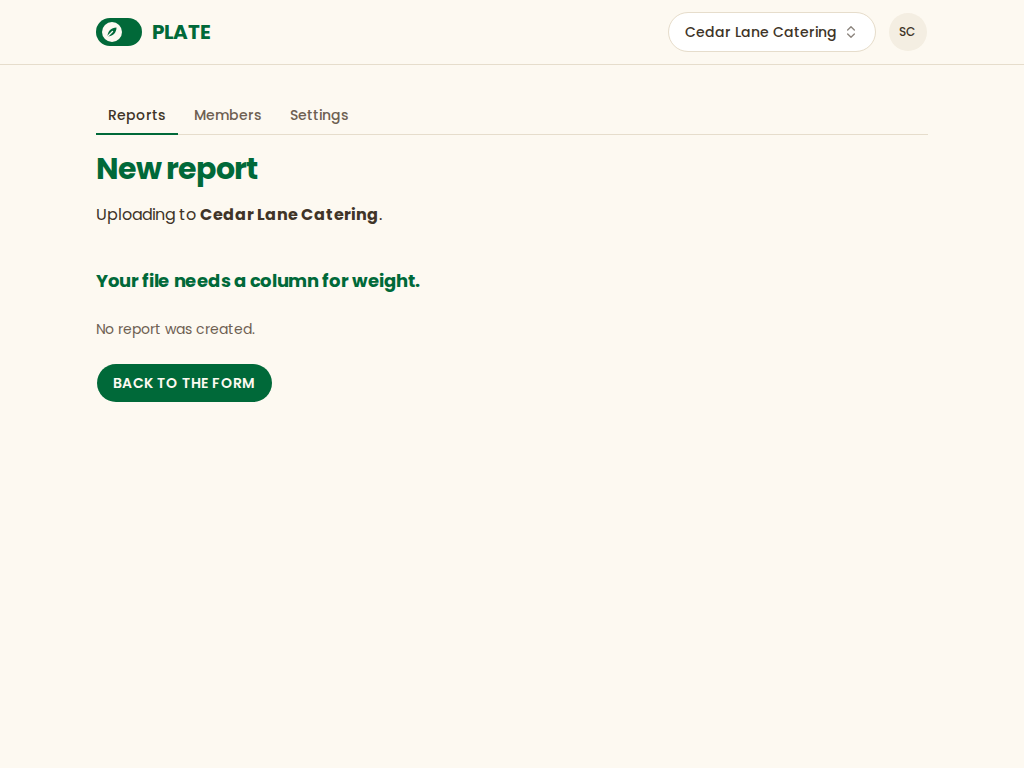 PLATE
Cedar Lane Catering
SC
Reports
Members
Settings
New report
Uploading to Cedar Lane Catering.
Your file needs a column for weight.
No report was created.
BACK TO THE FORM